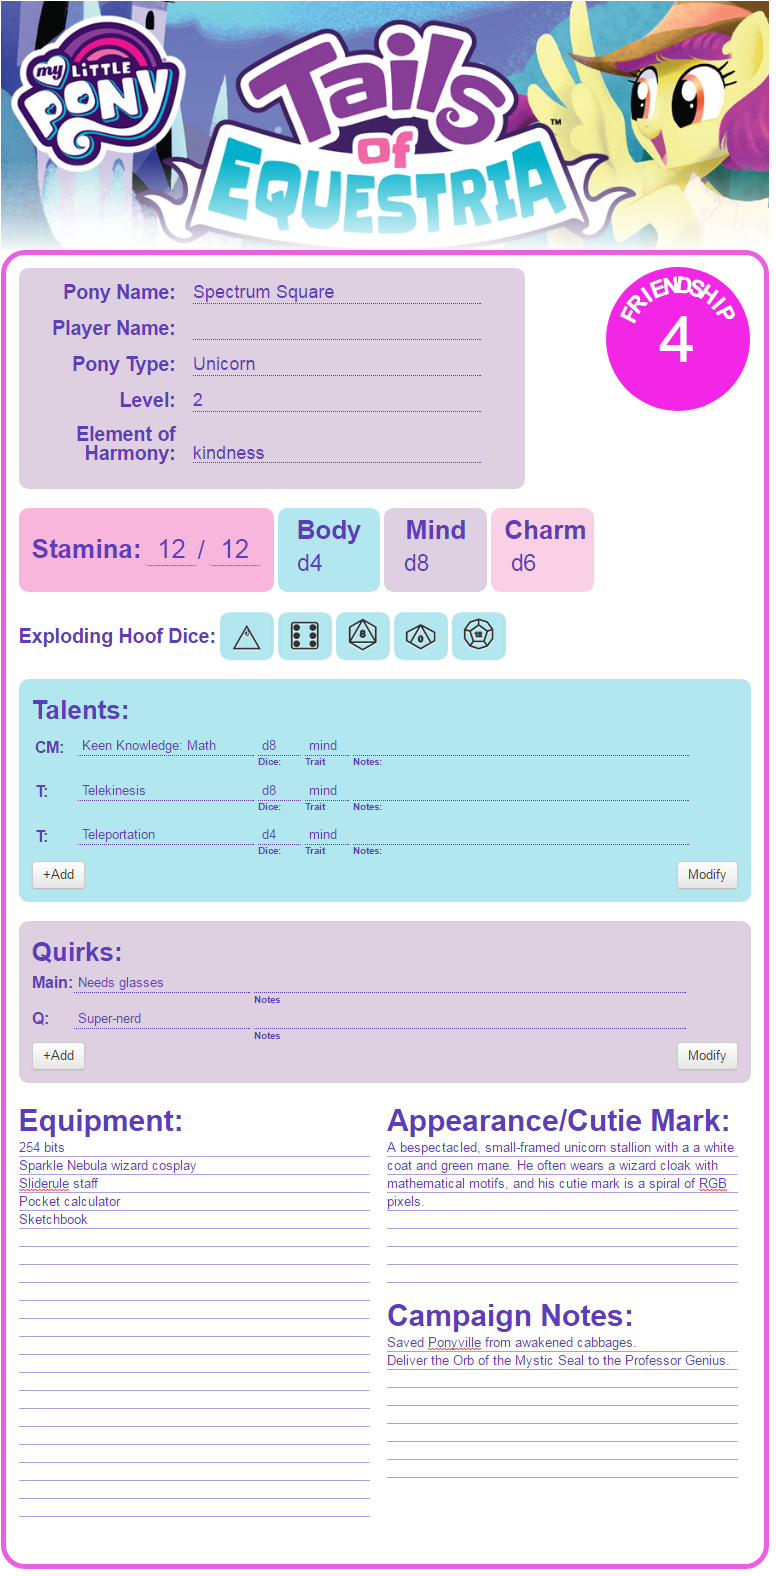 my LITTLE PONY
Tails of EQUESTRIA ™
FRIENDSHIP
4
Pony Name: Spectrum Square
Player Name:
Pony Type: Unicorn
Level: 2
Element of
Harmony: kindness
Stamina: 12 / 12
Body Mind Charm
d4 d8 d6
Exploding Hoof Dice: 8 0 12
Talents:
CM: Keen Knowledge: Math d8 mind
Dice: Trait Notes:
T: Telekinesis d8 mind
Dice: Trait Notes:
T: Teleportation d4 mind
Dice: Trait Notes:
+Add Modify
Quirks:
Main: Needs glasses
Notes
Q: Super-nerd
Notes
+Add Modify
Equipment:
254 bits
Sparkle Nebula wizard cosplay
Sliderule staff
Pocket calculator
Sketchbook
Appearance/Cutie Mark:
A bespectacled, small-framed unicorn stallion with a a white
coat and green mane. He often wears a wizard cloak with
mathematical motifs, and his cutie mark is a spiral of RGB
pixels.
Campaign Notes:
Saved Ponyville from awakened cabbages.
Deliver the Orb of the Mystic Seal to the Professor Genius.